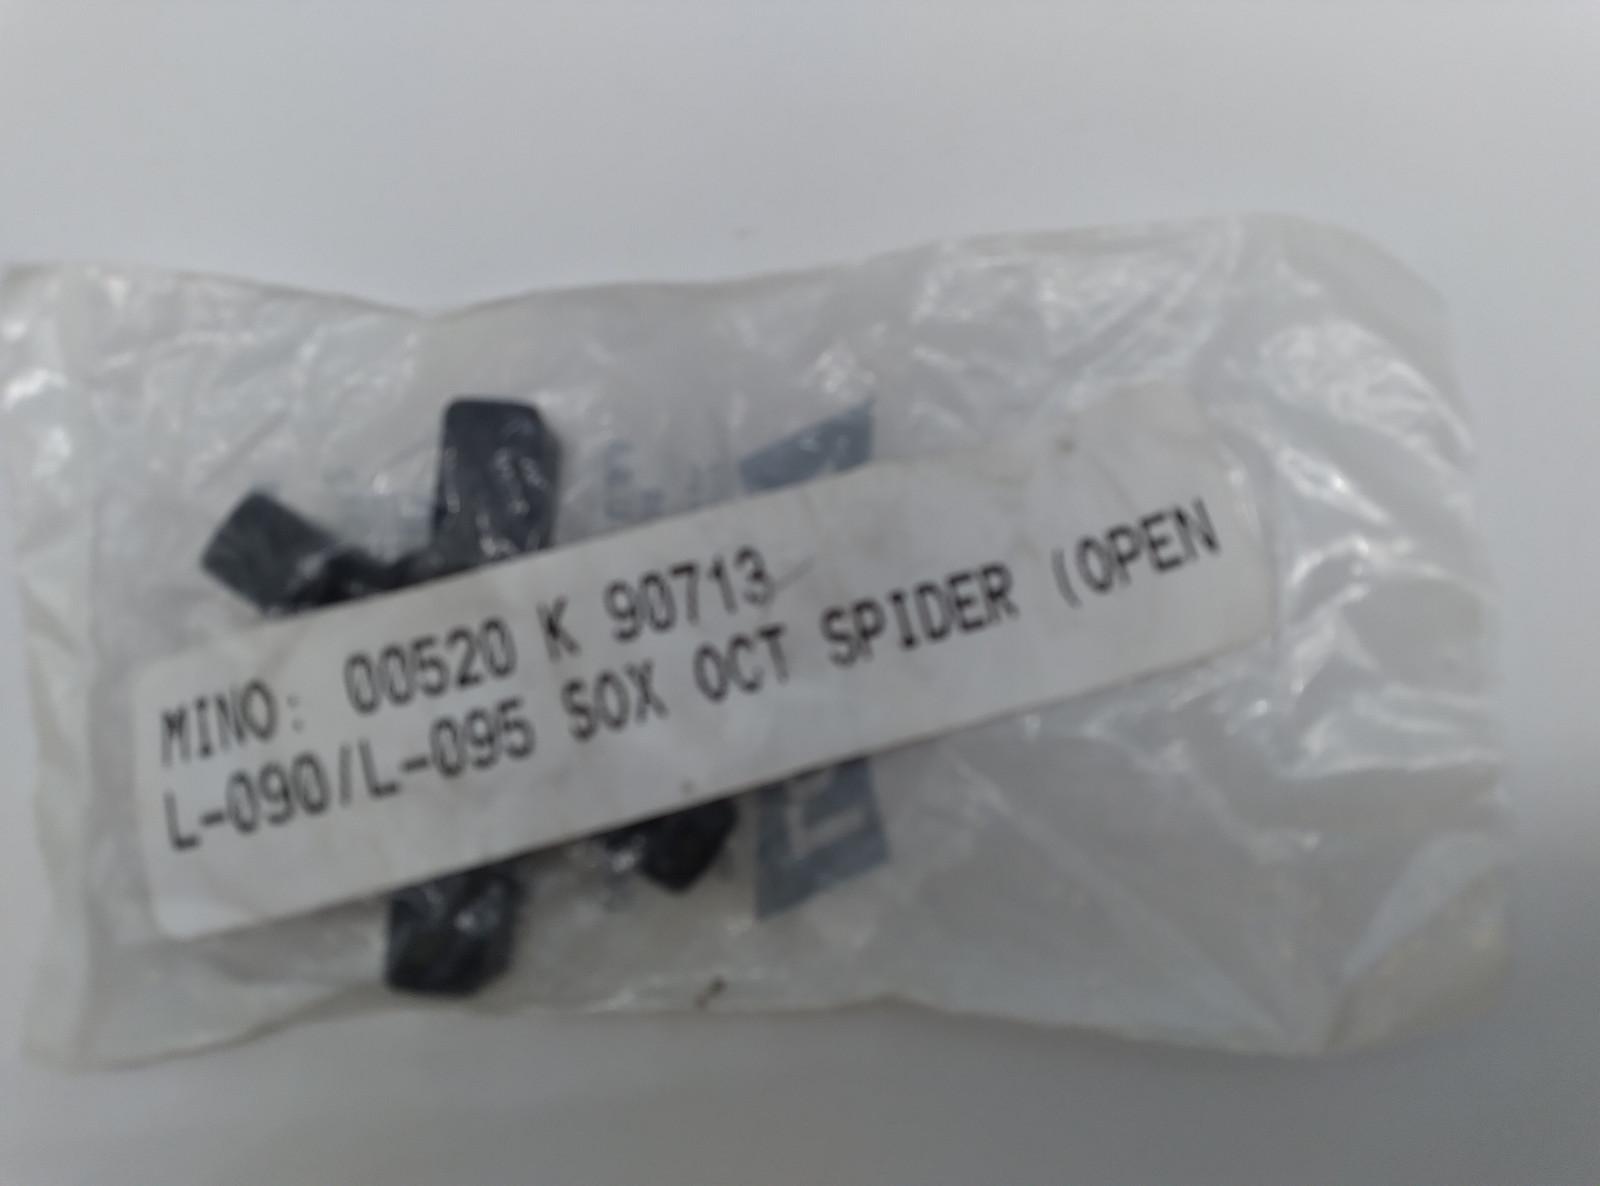 MINO: 00520 K 90713
L-090/L-095 SOX OCT SPIDER (OPEN